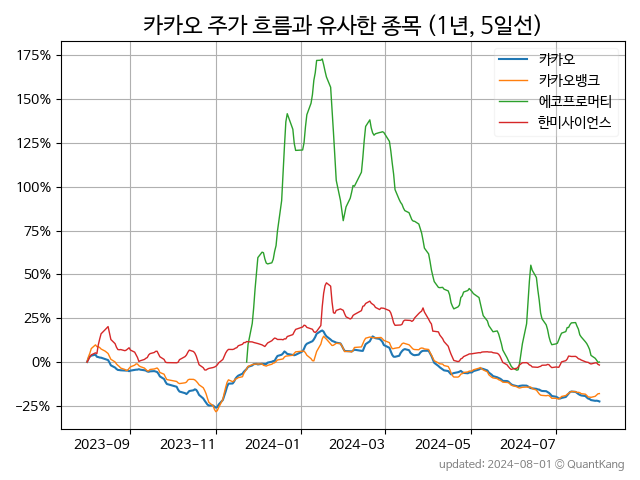 카카오 주가 흐름과 유사한 종목 (1년, 5일선)
카카오
카카오뱅크
에코프로머티
한미사이언스
175%
150%
125%
100%
75%
50%
25%
0%
−25%
2023-09 2023-11 2024-01 2024-03 2024-05 2024-07
updated: 2024-08-01 © QuantKang